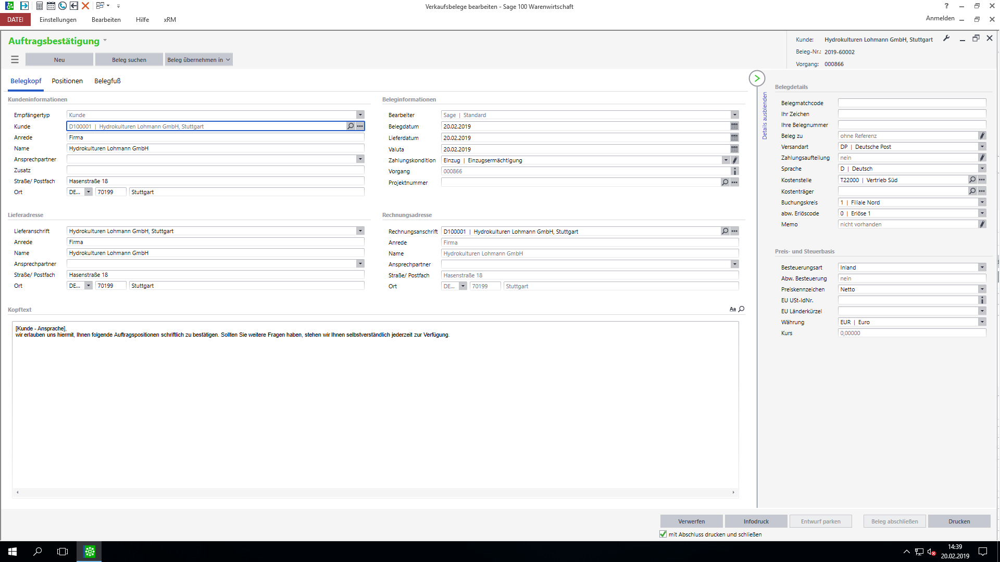 Verkaufsbelege bearbeiten - Sage 100 Warenwirtschaft
DATEI Einstellungen Bearbeiten Hilfe xRM
Anmelden
Auftragsbestätigung
Kunde: Hydrokulturen Lohmann GmbH, Stuttgart
Beleg-Nr.: 2019-60002
Vorgang: 000866
Neu Beleg suchen Beleg übernehmen in
Belegkopf Positionen Belegfuß
Kundeninformationen
Empfängertyp Kunde
Kunde D100001 | Hydrokulturen Lohmann GmbH, Stuttgart
Anrede Firma
Name Hydrokulturen Lohmann GmbH
Ansprechpartner
Zusatz
Straße/ Postfach Hasenstraße 18
Ort DE... 70199 Stuttgart
Beleginformationen
Bearbeiter Sage | Standard
Belegdatum 20.02.2019
Lieferdatum 20.02.2019
Valuta 20.02.2019
Zahlungskondition Einzug | Einzugsermächtigung
Vorgang 000866
Projektnummer
Lieferadresse
Lieferanschrift Hydrokulturen Lohmann GmbH, Stuttgart
Anrede Firma
Name Hydrokulturen Lohmann GmbH
Ansprechpartner
Straße/ Postfach Hasenstraße 18
Ort DE... 70199 Stuttgart
Rechnungsadresse
Rechnungsanschrift D100001 | Hydrokulturen Lohmann GmbH, Stuttgart
Anrede Firma
Name Hydrokulturen Lohmann GmbH
Ansprechpartner
Straße/ Postfach Hasenstraße 18
Ort DE... 70199 Stuttgart
Kopftext
Aa
[Kunde - Ansprache],
wir erlauben uns hiermit, Ihnen folgende Auftragspositionen schriftlich zu bestätigen. Sollten Sie weitere Fragen haben, stehen wir Ihnen selbstverständlich jederzeit zur Verfügung.
Details ausblenden
Belegdetails
Belegmatchcode
Ihr Zeichen
Ihre Belegnummer
Beleg zu ohne Referenz
Versandart DP | Deutsche Post
Zahlungsaufteilung nein
Sprache D | Deutsch
Kostenstelle T22000 | Vertrieb Süd
Kostenträger
Buchungskreis 1 | Filiale Nord
abw. Erlöscode 0 | Erlöse 1
Memo nicht vorhanden
Preis- und Steuerbasis
Besteuerungsart Inland
Abw. Besteuerung nein
Preiskennzeichen Netto
EU USt-IdNr.
EU Länderkürzel
Währung EUR | Euro
Kurs 0,00000
Verwerfen Infodruck Entwurf parken Beleg abschließen Drucken
mit Abschluss drucken und schließen
14:39
20.02.2019